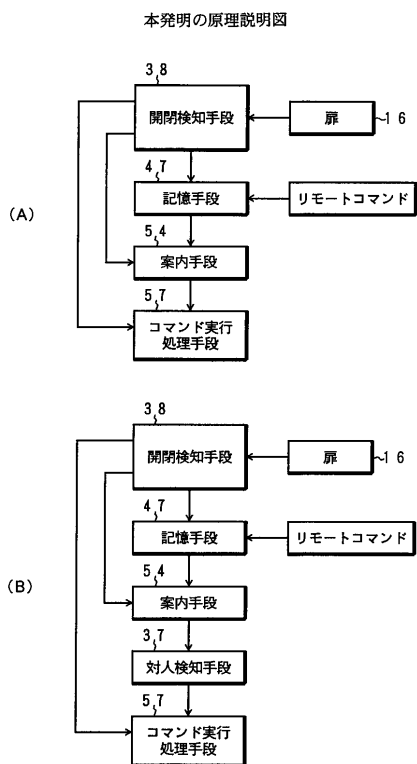 本発明の原理説明図
38
開閉検知手段
扉
16
47
記憶手段
リモートコマンド
(A)
54
案内手段
57
コマンド実行
処理手段
38
開閉検知手段
扉
16
47
記憶手段
リモートコマンド
54
(B)
案内手段
37
対人検知手段
57
コマンド実行
処理手段